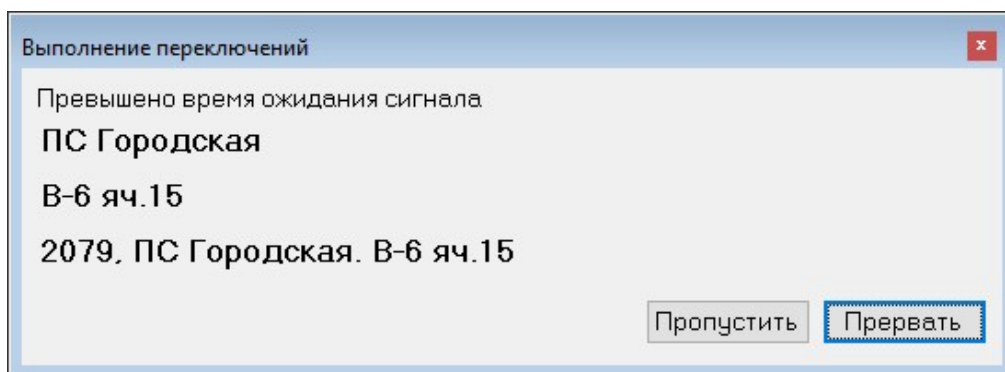 Выполнение переключений
x
Превышено время ожидания сигнала
ПС Городская
В-6 яч.15
2079, ПС Городская. В-6 яч.15
Пропустить Прервать